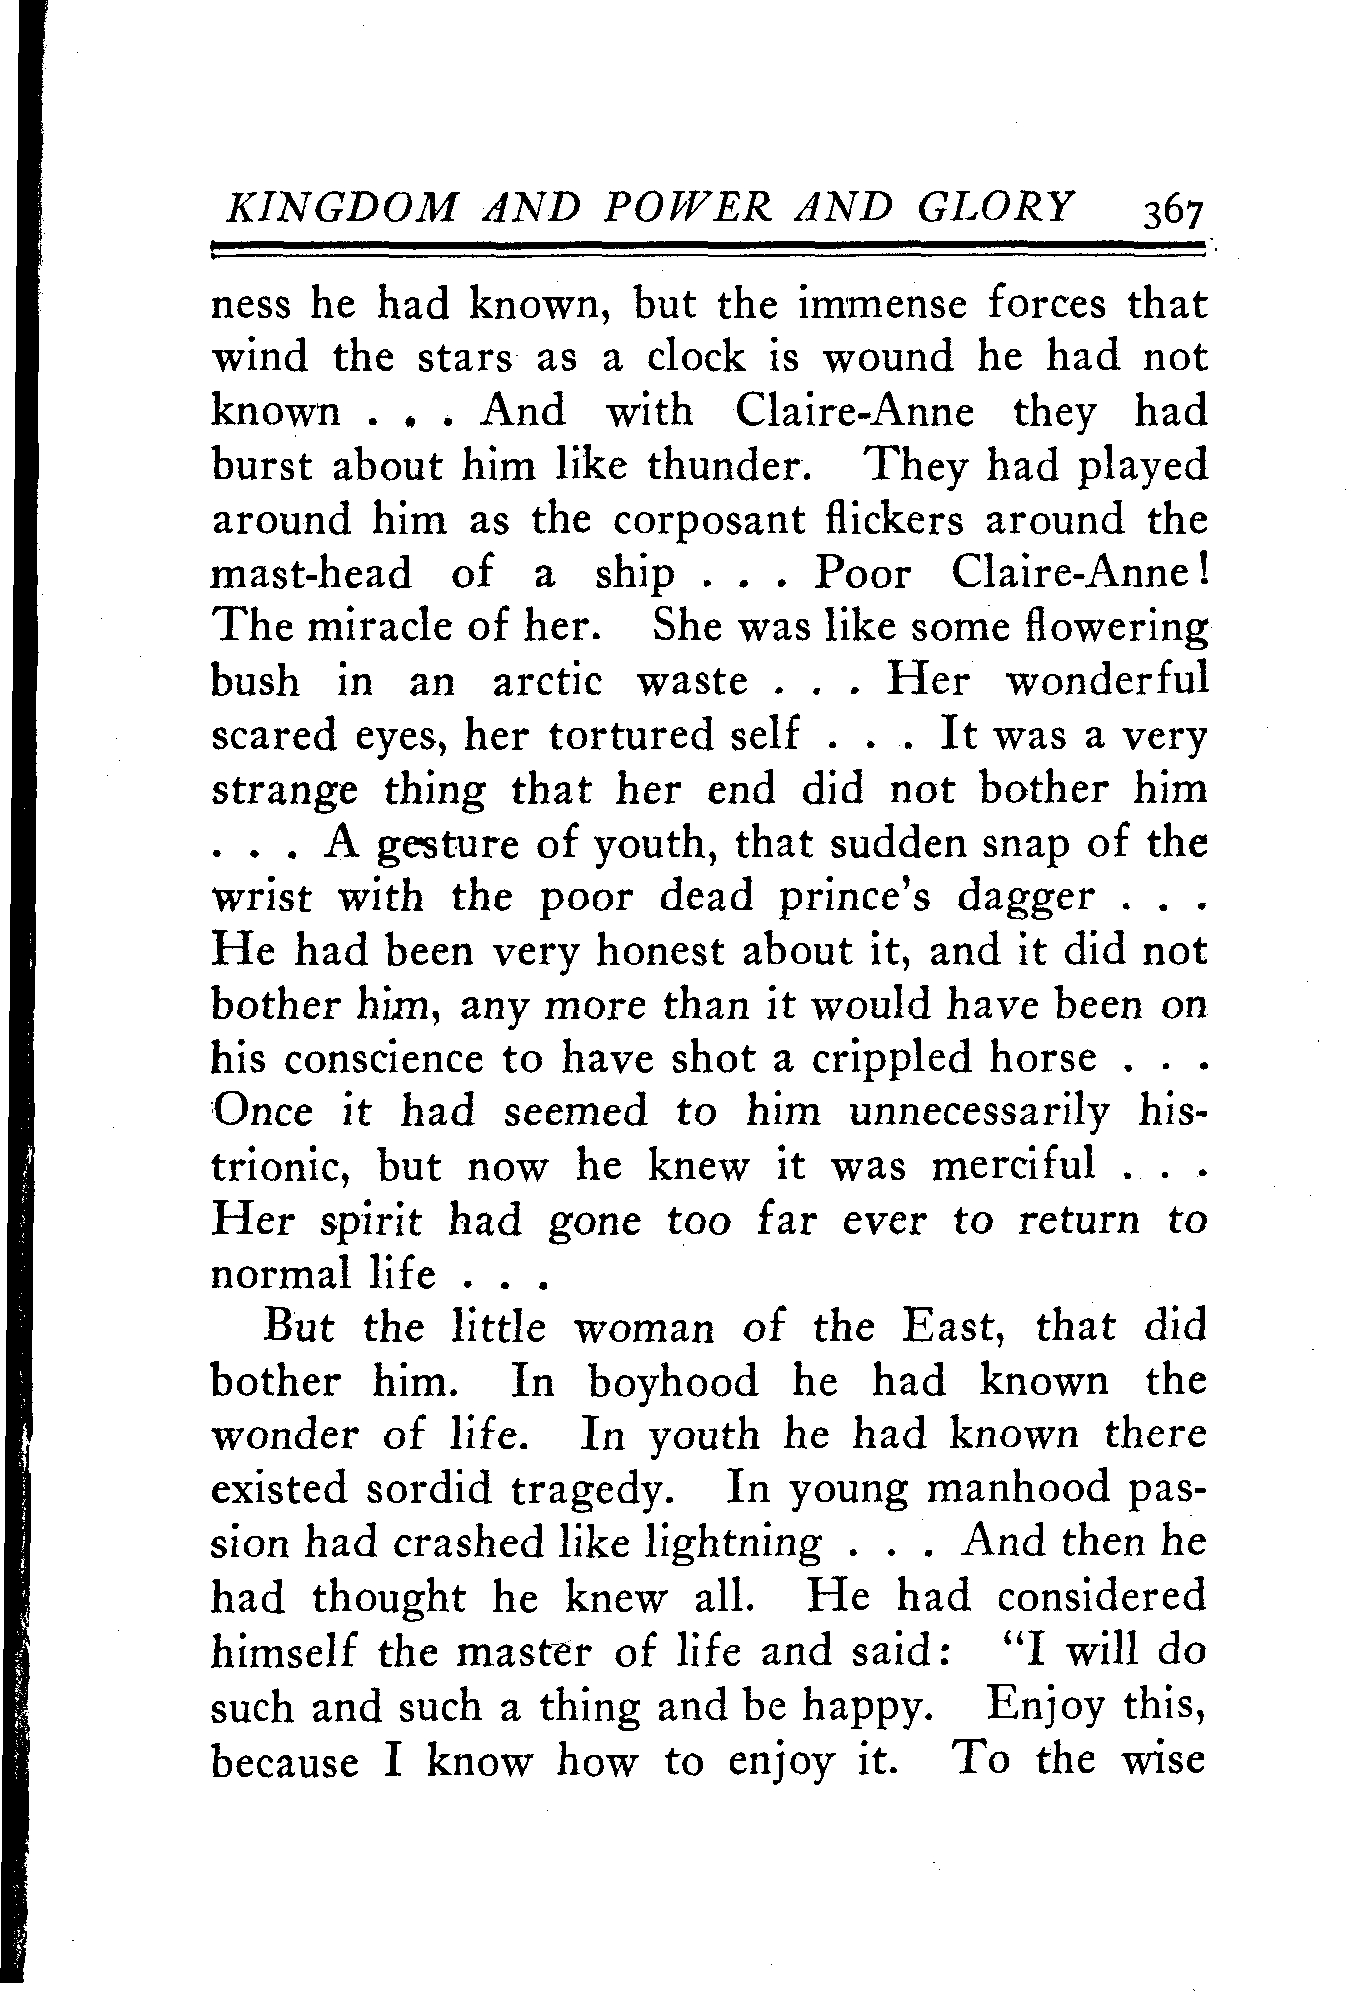 KINGDOM AND POWER AND GLORY 367
ness he had known, but the immense forces that
wind the stars as a clock is wound he had not
known . . . And with Claire-Anne they had
burst about him like thunder. They had played
around him as the corposant flickers around the
mast-head of a ship . . . Poor Claire-Anne!
The miracle of her. She was like some flowering
bush in an arctic waste . . . Her wonderful
scared eyes, her tortured self . . . It was a very
strange thing that her end did not bother him
. . . A gesture of youth, that sudden snap of the
wrist with the poor dead prince's dagger . . .
He had been very honest about it, and it did not
bother him, any more than it would have been on
his conscience to have shot a crippled horse . . .
Once it had seemed to him unnecessarily his-
trionic, but now he knew it was merciful . . .
Her spirit had gone too far ever to return to
normal life . . .
But the little woman of the East, that did
bother him. In boyhood he had known the
wonder of life. In youth he had known there
existed sordid tragedy. In young manhood pas-
sion had crashed like lightning . . . And then he
had thought he knew all. He had considered
himself the master of life and said: "I will do
such and such a thing and be happy. Enjoy this,
because I know how to enjoy it. To the wise